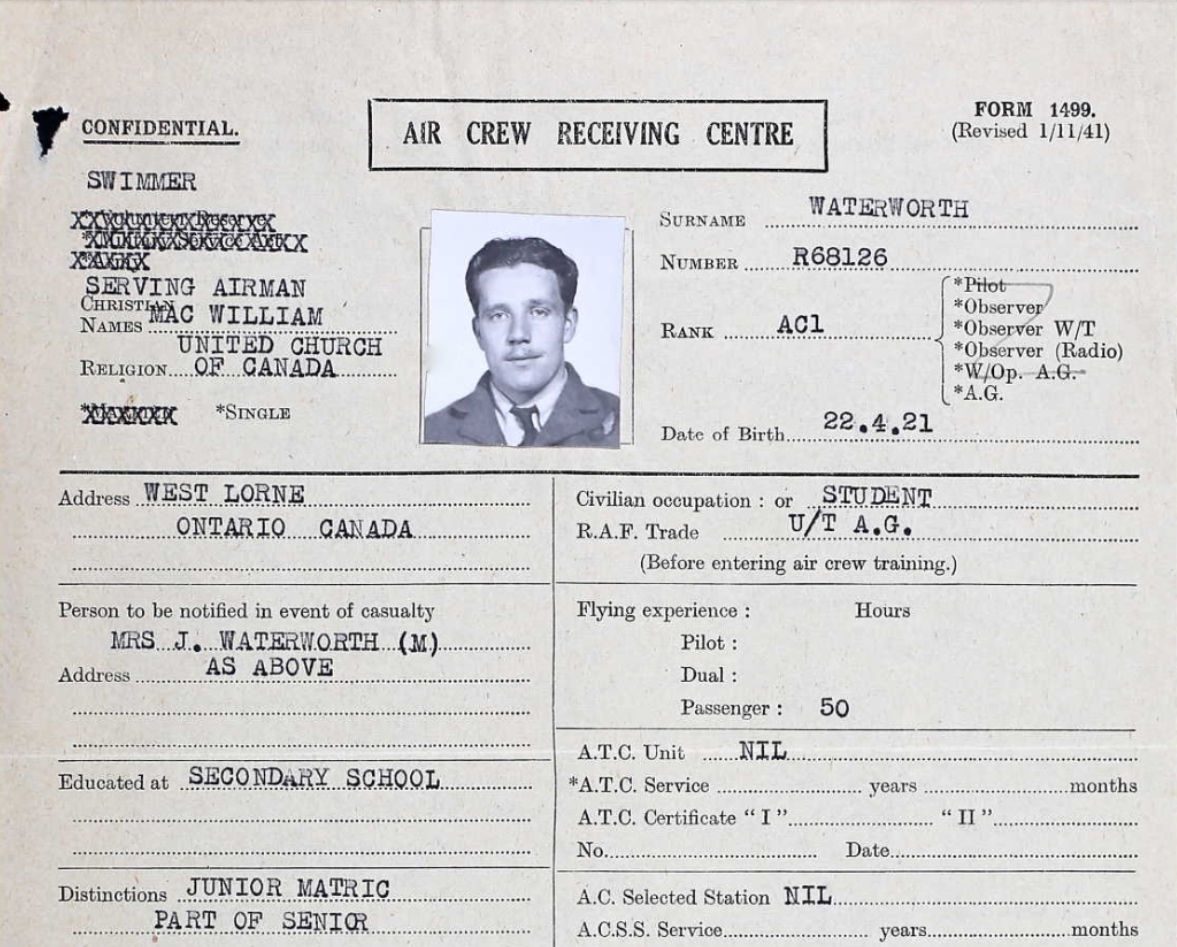 CONFIDENTIAL.
AIR CREW RECEIVING CENTRE
FORM 1499.
(Revised 1/11/41)
SWIMMER
SERVING AIRMAN
CHRISTIAN
NAMES MAC WILLIAM
UNITED CHURCH
RELIGION OF CANADA
*SINGLE
SURNAME WATERWORTH
NUMBER R68126
RANK AC1
*Pilot
*Observer
*Observer W/T
*Observer (Radio)
*W/Op. A.G.
*A.G.
Date of Birth 22.4.21
Address WEST LORNE
ONTARIO CANADA
Person to be notified in event of casualty
MRS J. WATERWORTH (M)
Address AS ABOVE
Educated at SECONDARY SCHOOL
Distinctions JUNIOR MATRIC
PART OF SENIOR
Civilian occupation : or STUDENT
R.A.F. Trade U/T A.G.
(Before entering air crew training.)
Flying experience : Hours
Pilot :
Dual :
Passenger : 50
A.T.C. Unit NIL
*A.T.C. Service years months
A.T.C. Certificate "I" "II"
No. Date
A.C. Selected Station NIL
A.C.S.S. Service years months